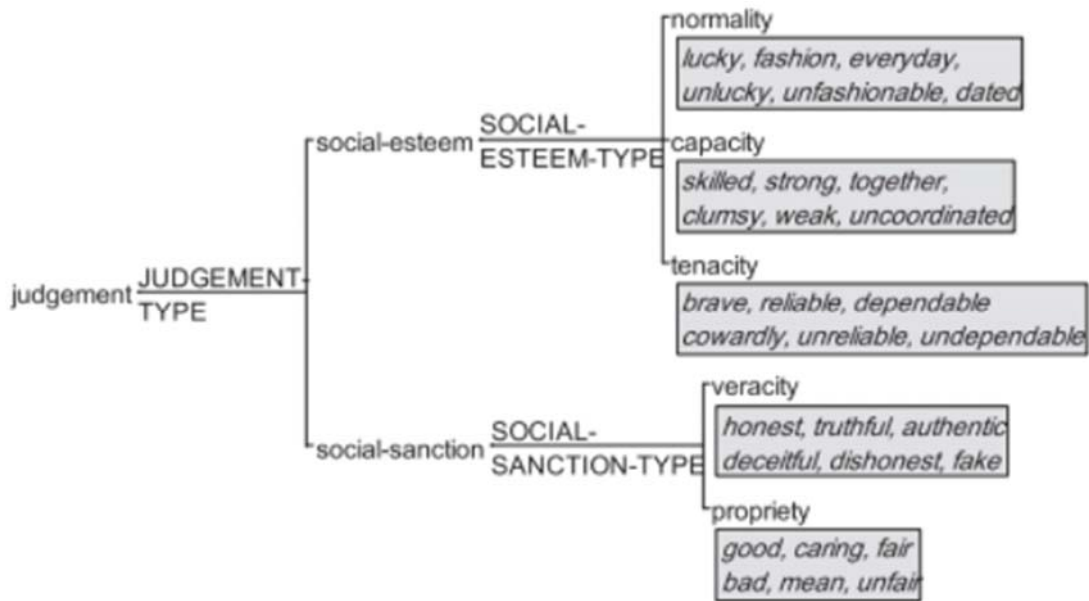 normality
lucky, fashion, everyday,
unlucky, unfashionable, dated
social-esteem
SOCIAL-
ESTEEM-TYPE
capacity
skilled, strong, together,
clumsy, weak, uncoordinated
tenacity
brave, reliable, dependable
cowardly, unreliable, undependable
judgement
JUDGEMENT-
TYPE
social-sanction
SOCIAL-
SANCTION-TYPE
veracity
honest, truthful, authentic
deceitful, dishonest, fake
propriety
good, caring, fair
bad, mean, unfair